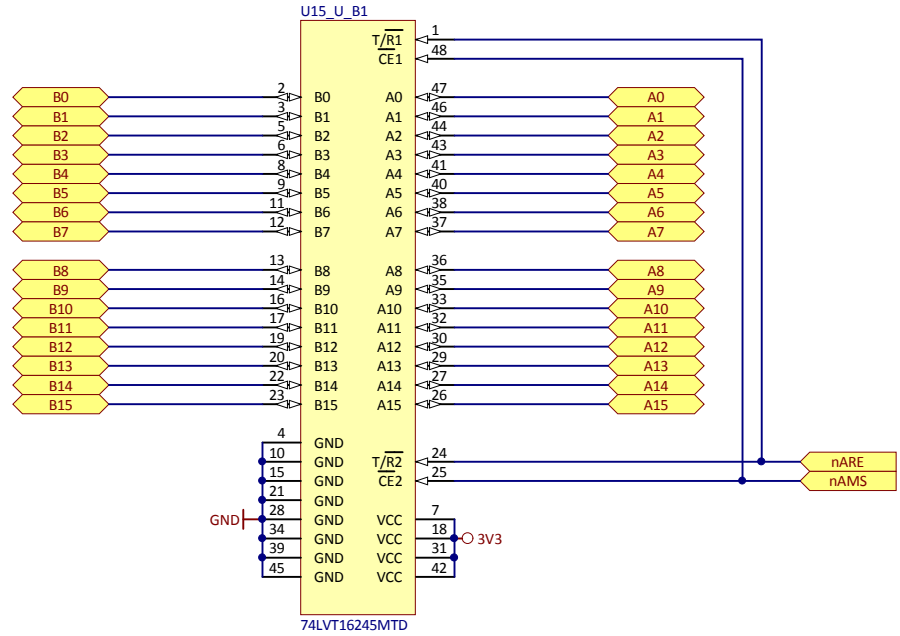 U15_U_B1
T/R1 1
CE1 48
B0 2 B0 A0 47 A0
B1 3 B1 A1 46 A1
B2 5 B2 A2 44 A2
B3 6 B3 A3 43 A3
B4 8 B4 A4 41 A4
B5 9 B5 A5 40 A5
B6 11 B6 A6 38 A6
B7 12 B7 A7 37 A7
B8 13 B8 A8 36 A8
B9 14 B9 A9 35 A9
B10 16 B10 A10 33 A10
B11 17 B11 A11 32 A11
B12 19 B12 A12 30 A12
B13 20 B13 A13 29 A13
B14 22 B14 A14 27 A14
B15 23 B15 A15 26 A15
4 GND
10 GND T/R2 24 nARE
15 GND CE2 25 nAMS
21 GND
GND 28 GND VCC 7
34 GND VCC 18 3V3
39 GND VCC 31
45 GND VCC 42
74LVT16245MTD